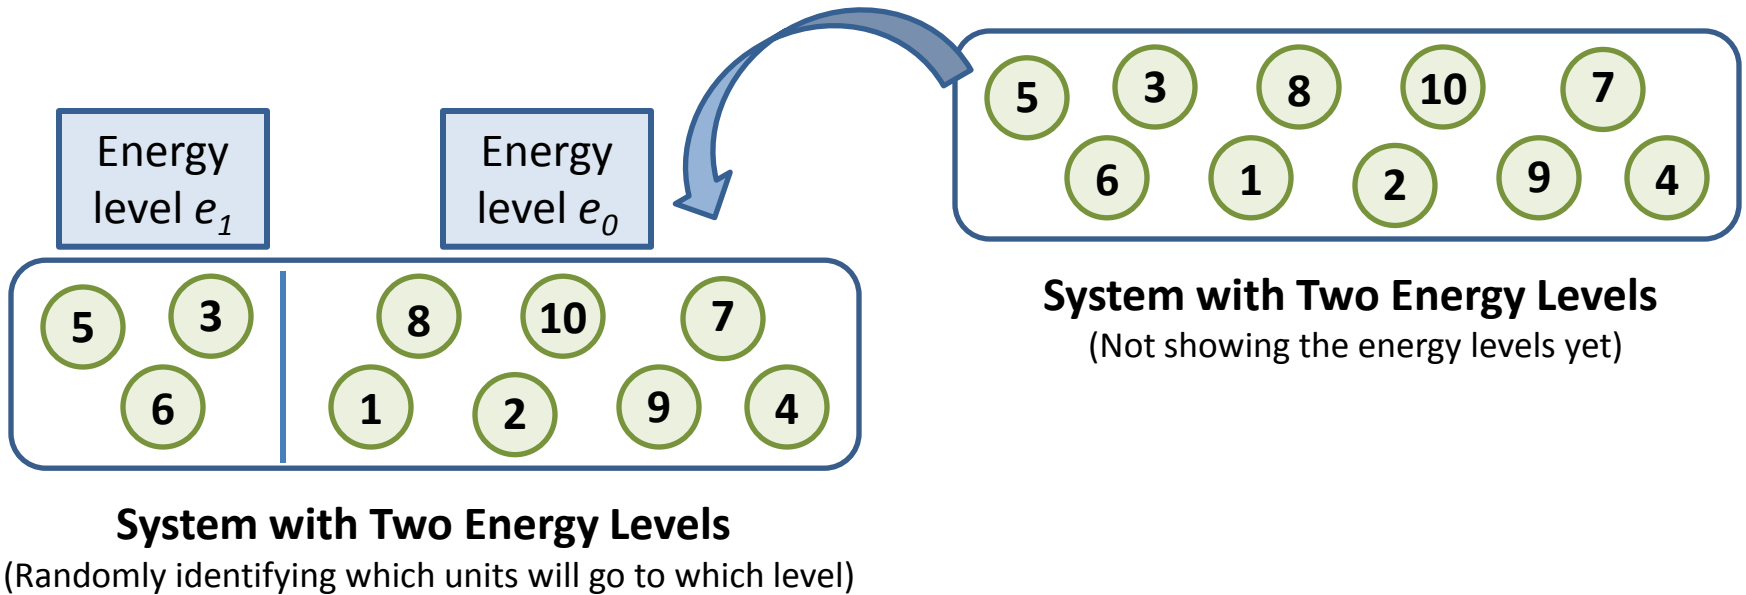 5 3 8 10 7
6 1 2 9 4
System with Two Energy Levels
(Not showing the energy levels yet)
Energy
level e₁
Energy
level e₀
5 3 8 10 7
6 1 2 9 4
System with Two Energy Levels
(Randomly identifying which units will go to which level)